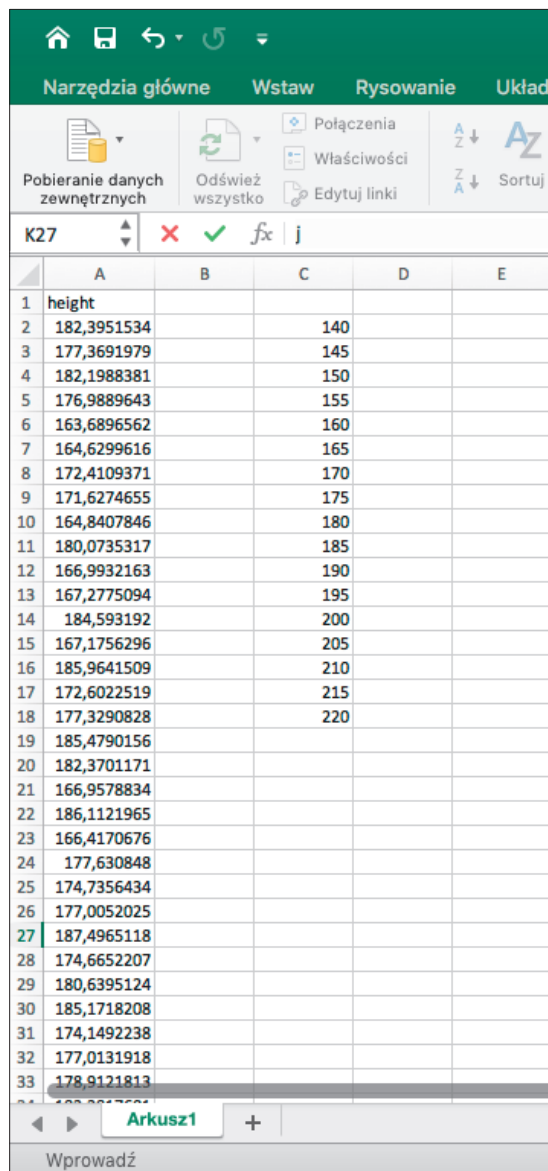 Narzędzia główne Wstaw Rysowanie Układ
Pobieranie danych zewnętrznych
Odśwież wszystko
Połączenia
Właściwości
Edytuj linki
A Z
Z A
AZ
Sortuj
K27 fx j
A B C D E
1 height
2 182,3951534 140
3 177,3691979 145
4 182,1988381 150
5 176,9889643 155
6 163,6896562 160
7 164,6299616 165
8 172,4109371 170
9 171,6274655 175
10 164,8407846 180
11 180,0735317 185
12 166,9932163 190
13 167,2775094 195
14 184,593192 200
15 167,1756296 205
16 185,9641509 210
17 172,6022519 215
18 177,3290828 220
19 185,4790156
20 182,3701171
21 166,9578834
22 186,1121965
23 166,4170676
24 177,630848
25 174,7356434
26 177,0052025
27 187,4965118
28 174,6652207
29 180,6395124
30 185,1718208
31 174,1492238
32 177,0131918
33 178,9121813
Arkusz1 +
Wprowadź